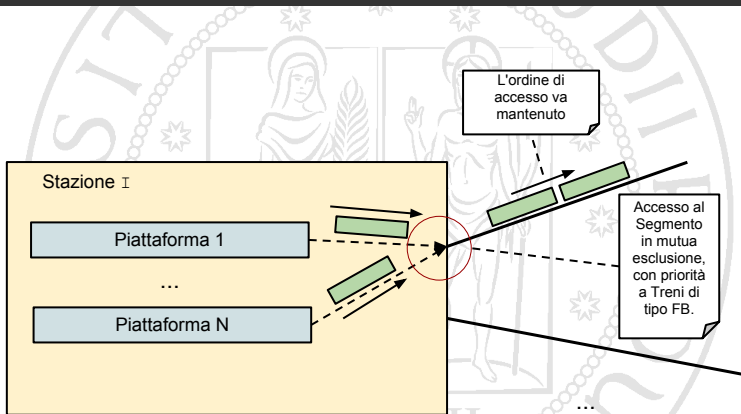 L'ordine di
accesso va
mantenuto
Stazione I
Piattaforma 1
...
Piattaforma N
Accesso al
Segmento
in mutua
esclusione,
con priorità
a Treni di
tipo FB.
...